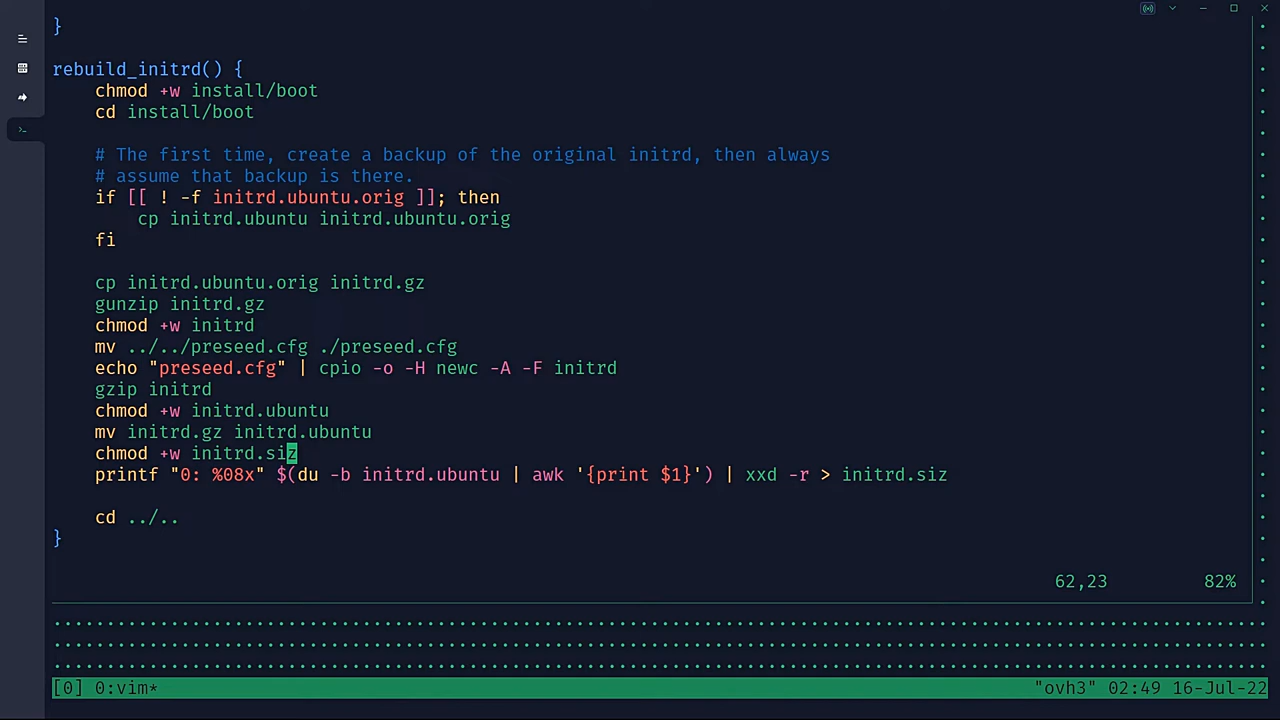 }
rebuild_initrd() {
    chmod +w install/boot
    cd install/boot
    # The first time, create a backup of the original initrd, then always
    # assume that backup is there.
    if [[ ! -f initrd.ubuntu.orig ]]; then
        cp initrd.ubuntu initrd.ubuntu.orig
    fi
    cp initrd.ubuntu.orig initrd.gz
    gunzip initrd.gz
    chmod +w initrd
    mv ../../preseed.cfg ./preseed.cfg
    echo "preseed.cfg" | cpio -o -H newc -A -F initrd
    gzip initrd
    chmod +w initrd.ubuntu
    mv initrd.gz initrd.ubuntu
    chmod +w initrd.siz
    printf "0: %08x" $(du -b initrd.ubuntu | awk '{print $1}') | xxd -r > initrd.siz
    cd ../..
}
62,23 82%
[0] 0:vim* "ovh3" 02:49 16-Jul-22